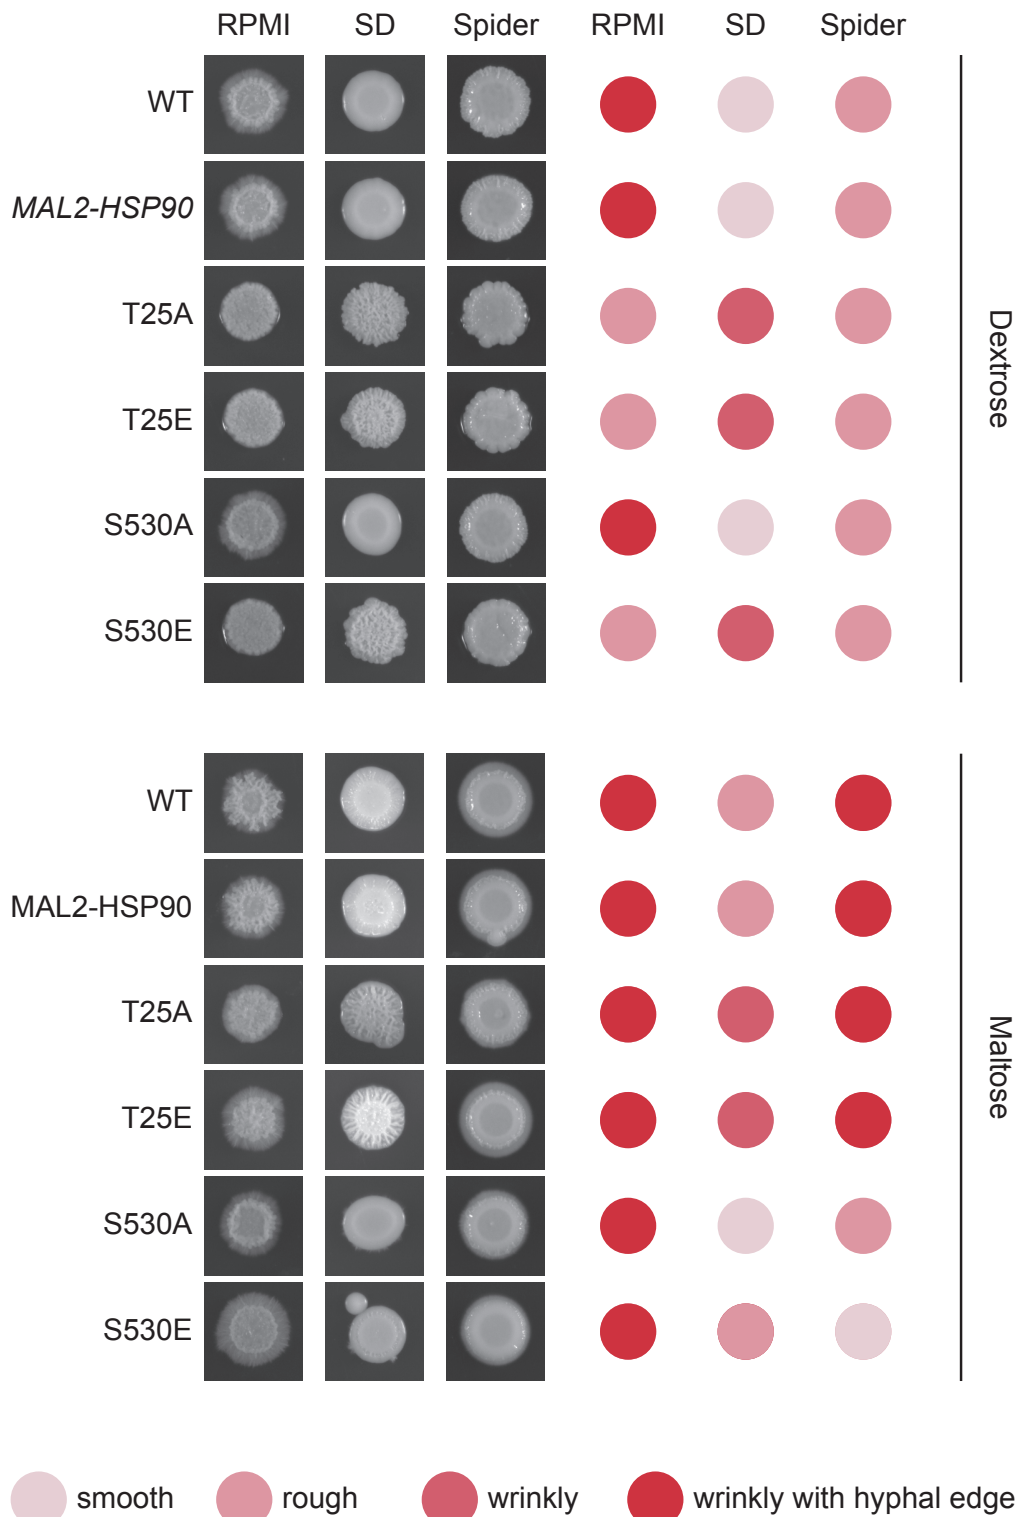 RPMI SD Spider RPMI SD Spider
WT
MAL2-HSP90
T25A
T25E
S530A
S530E
Dextrose
WT
MAL2-HSP90
T25A
T25E
S530A
S530E
Maltose
smooth rough wrinkly wrinkly with hyphal edge